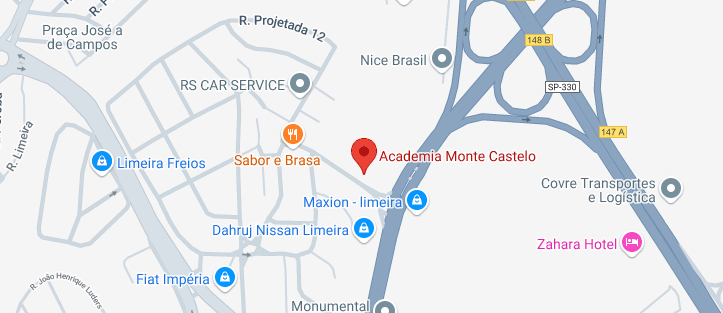 R. Projetada 12
Praça José a
de Campos
148 B
Nice Brasil
RS CAR SERVICE
SP-330
147 A
R. Limeira
Limeira Freios
Sabor e Brasa
Academia Monte Castelo
Covre Transportes
e Logística
Maxion - limeira
Dahruj Nissan Limeira
Zahara Hotel
Fiat Impéria
R. João Henrique Luders
Monumental